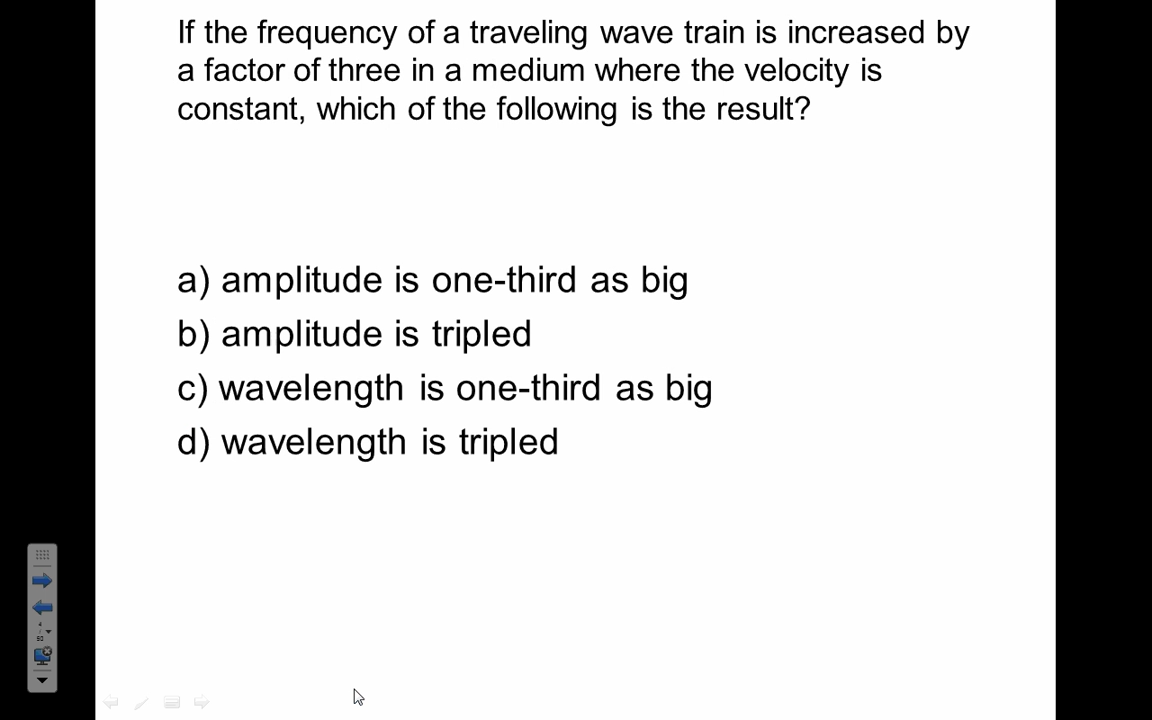 If the frequency of a traveling wave train is increased by
a factor of three in a medium where the velocity is
constant, which of the following is the result?
a) amplitude is one-third as big
b) amplitude is tripled
c) wavelength is one-third as big
d) wavelength is tripled
4
/
50